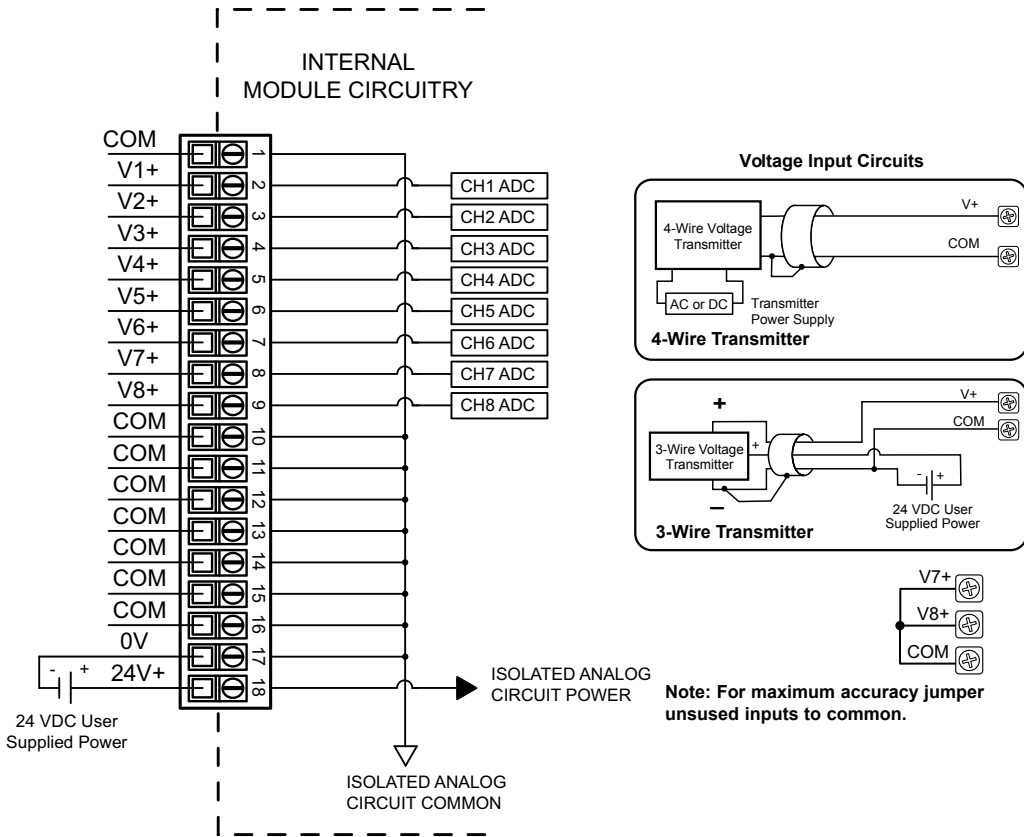 INTERNAL
MODULE CIRCUITRY
COM
V1+
V2+
V3+
V4+
V5+
V6+
V7+
V8+
COM
COM
COM
COM
COM
COM
COM
0V
24V+
- +
24 VDC User
Supplied Power
1
2
3
4
5
6
7
8
9
10
11
12
13
14
15
16
17
18
CH1 ADC
CH2 ADC
CH3 ADC
CH4 ADC
CH5 ADC
CH6 ADC
CH7 ADC
CH8 ADC
ISOLATED ANALOG
CIRCUIT POWER
ISOLATED ANALOG
CIRCUIT COMMON
Voltage Input Circuits
4-Wire Voltage
Transmitter
V+
COM
AC or DC
Transmitter
Power Supply
4-Wire Transmitter
+
3-Wire Voltage
Transmitter
+
–
V+
COM
- +
24 VDC User
Supplied Power
3-Wire Transmitter
V7+
V8+
COM
Note: For maximum accuracy jumper
unsused inputs to common.